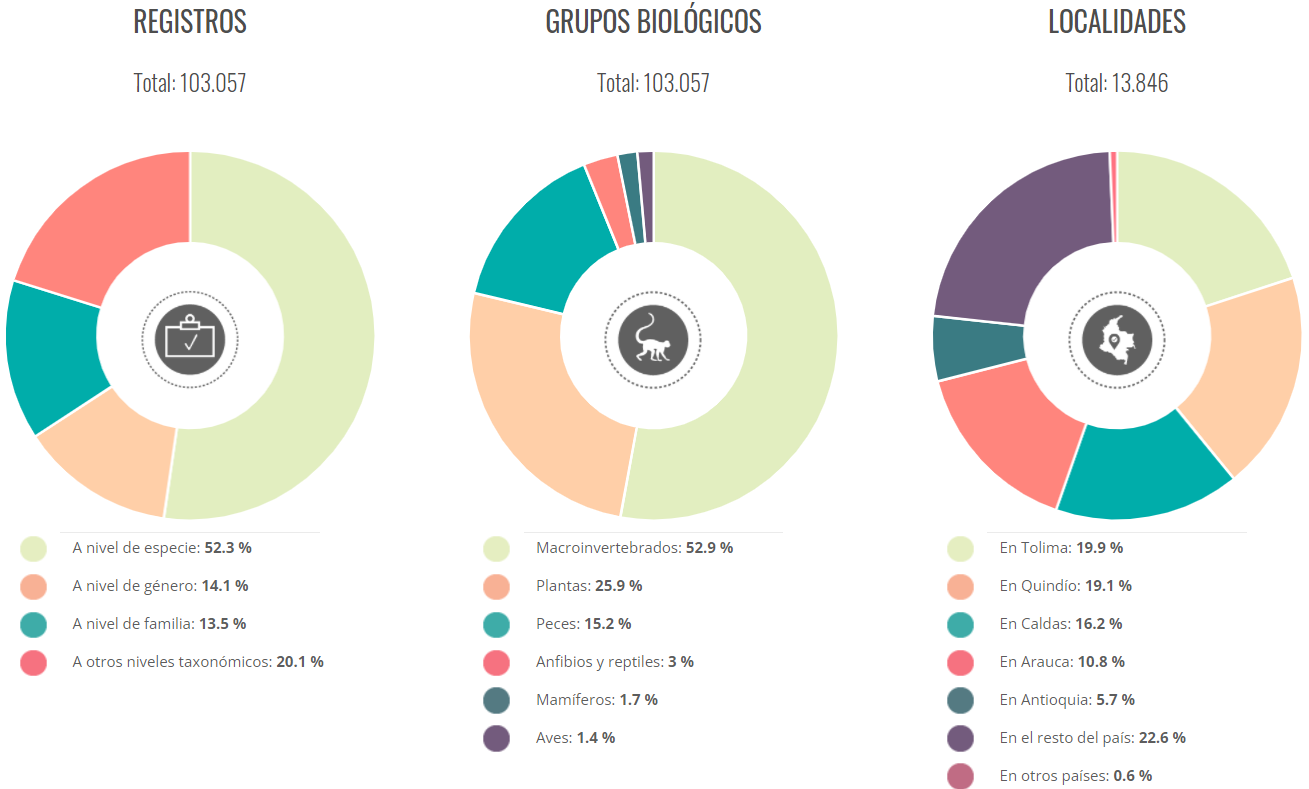 REGISTROS
Total: 103.057
A nivel de especie: 52.3 %
A nivel de género: 14.1 %
A nivel de familia: 13.5 %
A otros niveles taxonómicos: 20.1 %
GRUPOS BIOLÓGICOS
Total: 103.057
Macroinvertebrados: 52.9 %
Plantas: 25.9 %
Peces: 15.2 %
Anfibios y reptiles: 3 %
Mamíferos: 1.7 %
Aves: 1.4 %
LOCALIDADES
Total: 13.846
En Tolima: 19.9 %
En Quindío: 19.1 %
En Caldas: 16.2 %
En Arauca: 10.8 %
En Antioquia: 5.7 %
En el resto del país: 22.6 %
En otros países: 0.6 %